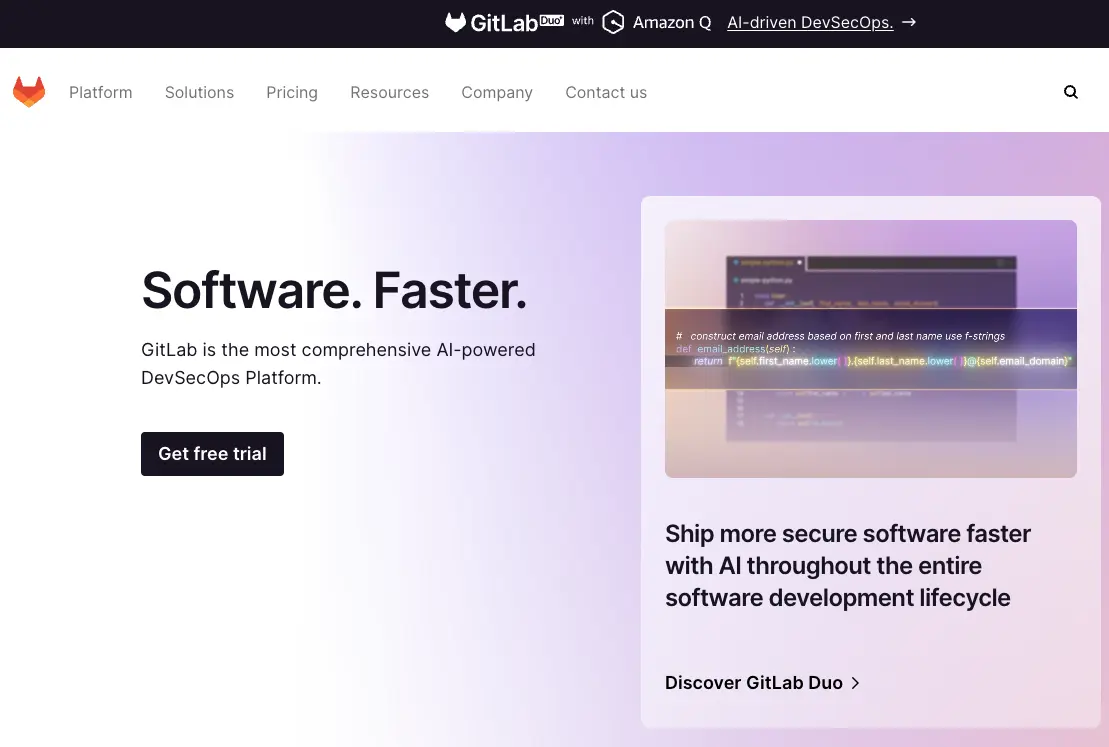 GitLab Duo with Amazon Q AI-driven DevSecOps. →
Platform Solutions Pricing Resources Company Contact us
Software. Faster.
GitLab is the most comprehensive AI-powered
DevSecOps Platform.
Get free trial
# construct email address based on first and last name use f-strings
def email_address(self):
return f"{self.first_name.lower()}.{self.last_name.lower()}@{self.email_domain}"
Ship more secure software faster
with AI throughout the entire
software development lifecycle
Discover GitLab Duo >